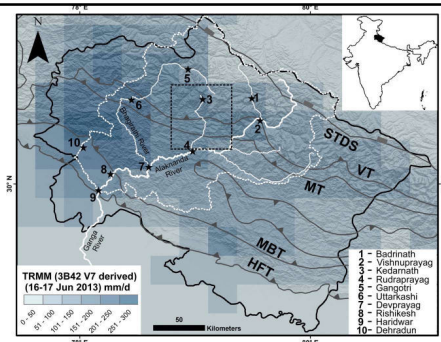 78° E
80° E
N
5
6
3
1
2
10
4
8
7
9
Bhagirathi River
Alaknanda
River
Ganga
River
30° N
30° N
STDS
VT
MT
MBT
HFT
TRMM (3B42 V7 derived)
(16-17 Jun 2013) mm/d
0 - 50
51 - 100
101 - 150
151 - 200
201 - 250
251 - 300
50
Kilometers
1 - Badrinath
2 - Vishnuprayag
3 - Kedarnath
4 - Rudraprayag
5 - Gangotri
6 - Uttarkashi
7 - Devprayag
8 - Rishikesh
9 - Haridwar
10 - Dehradun
78° E
80° E